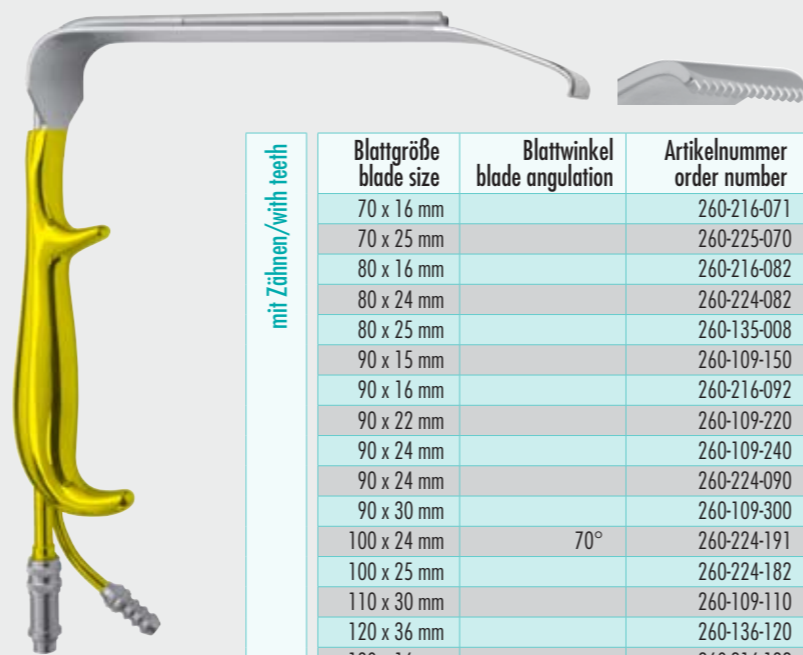 mit Zähnen/with teeth
Blattgröße Blattwinkel Artikelnummer
blade size blade angulation order number
70 x 16 mm 260-216-071
70 x 25 mm 260-225-070
80 x 16 mm 260-216-082
80 x 24 mm 260-224-082
80 x 25 mm 260-135-008
90 x 15 mm 260-109-150
90 x 16 mm 260-216-092
90 x 22 mm 260-109-220
90 x 24 mm 260-109-240
90 x 24 mm 260-224-090
90 x 30 mm 260-109-300
100 x 24 mm 70° 260-224-191
100 x 25 mm 260-224-182
110 x 30 mm 260-109-110
120 x 36 mm 260-136-120